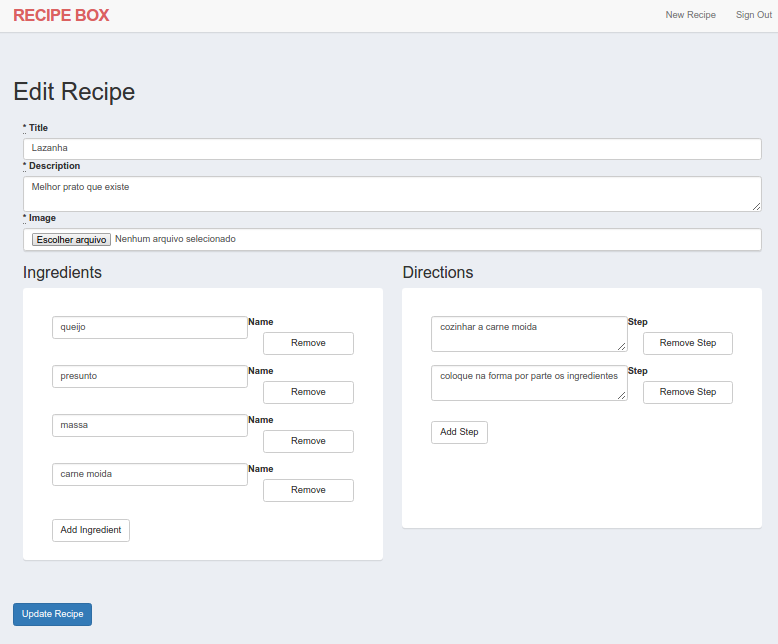 RECIPE BOX
New Recipe
Sign Out
Edit Recipe
* Title
Lazanha
* Description
Melhor prato que existe
* Image
Escolher arquivo Nenhum arquivo selecionado
Ingredients
queijo
Name
Remove
presunto
Name
Remove
massa
Name
Remove
carne moida
Name
Remove
Add Ingredient
Directions
cozinhar a carne moida
Step
Remove Step
coloque na forma por parte os ingredientes
Step
Remove Step
Add Step
Update Recipe